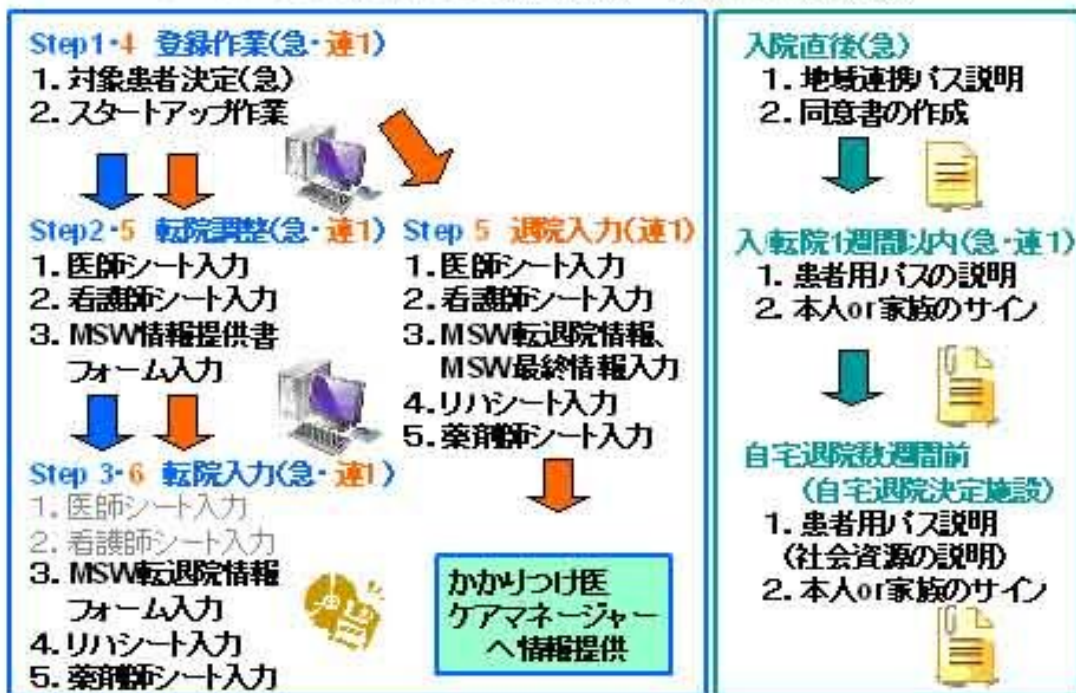 Step1・4 登録作業(急・連1)
1. 対象患者決定(急)
2. スタートアップ作業
Step2・5 転院調整(急・連1)
1. 医師シート入力
2. 看護師シート入力
3. MSW情報提供書
フォーム入力
Step 3・6 転院入力(急・連1)
1. 医師シート入力
2. 看護師シート入力
3. MSW転退院情報
フォーム入力
4. リハシート入力
5. 薬剤師シート入力
Step 5 退院入力(連1)
1. 医師シート入力
2. 看護師シート入力
3. MSW転退院情報、
MSW最終情報入力
4. リハシート入力
5. 薬剤師シート入力
かかりつけ医
ケアマネージャー
へ情報提供
入院直後(急)
1. 地域連携パス説明
2. 同意書の作成
入/転院1週間以内(急・連1)
1. 患者用パスの説明
2. 本人or家族のサイン
自宅退院数週間前
(自宅退院決定施設)
1. 患者用パス説明
(社会資源の説明)
2. 本人or家族のサイン